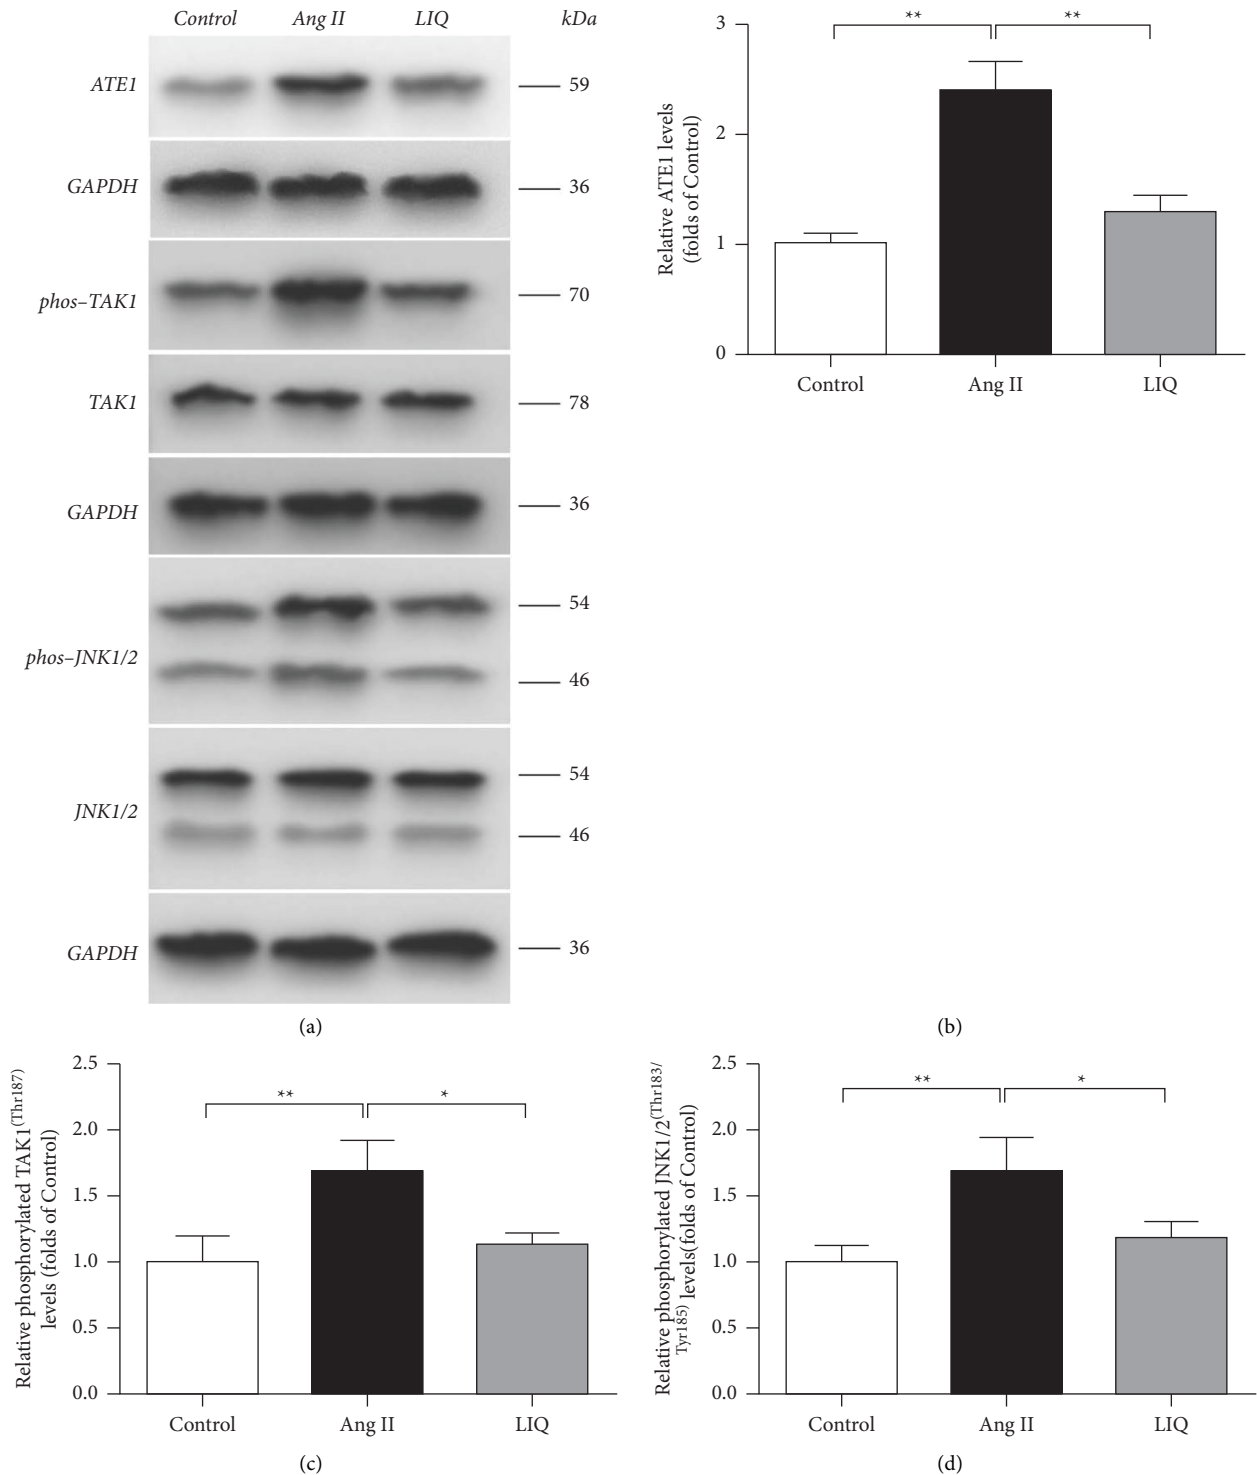 Control Ang II LIQ kDa
ATE1 59
GAPDH 36
phos–TAK1 70
TAK1 78
GAPDH 36
phos–JNK1/2 54
46
JNK1/2 54
46
GAPDH 36
(a)
Relative ATE1 levels
(folds of Control)
3
2
1
0
** **
Control Ang II LIQ
(b)
Relative phosphorylated TAK1(Thr187)
levels (folds of Control)
2.5
2.0
1.5
1.0
0.5
0.0
** *
Control Ang II LIQ
(c)
Relative phosphorylated JNK1/2(Thr183/
Tyr185) levels(folds of Control)
2.5
2.0
1.5
1.0
0.5
0.0
** *
Control Ang II LIQ
(d)